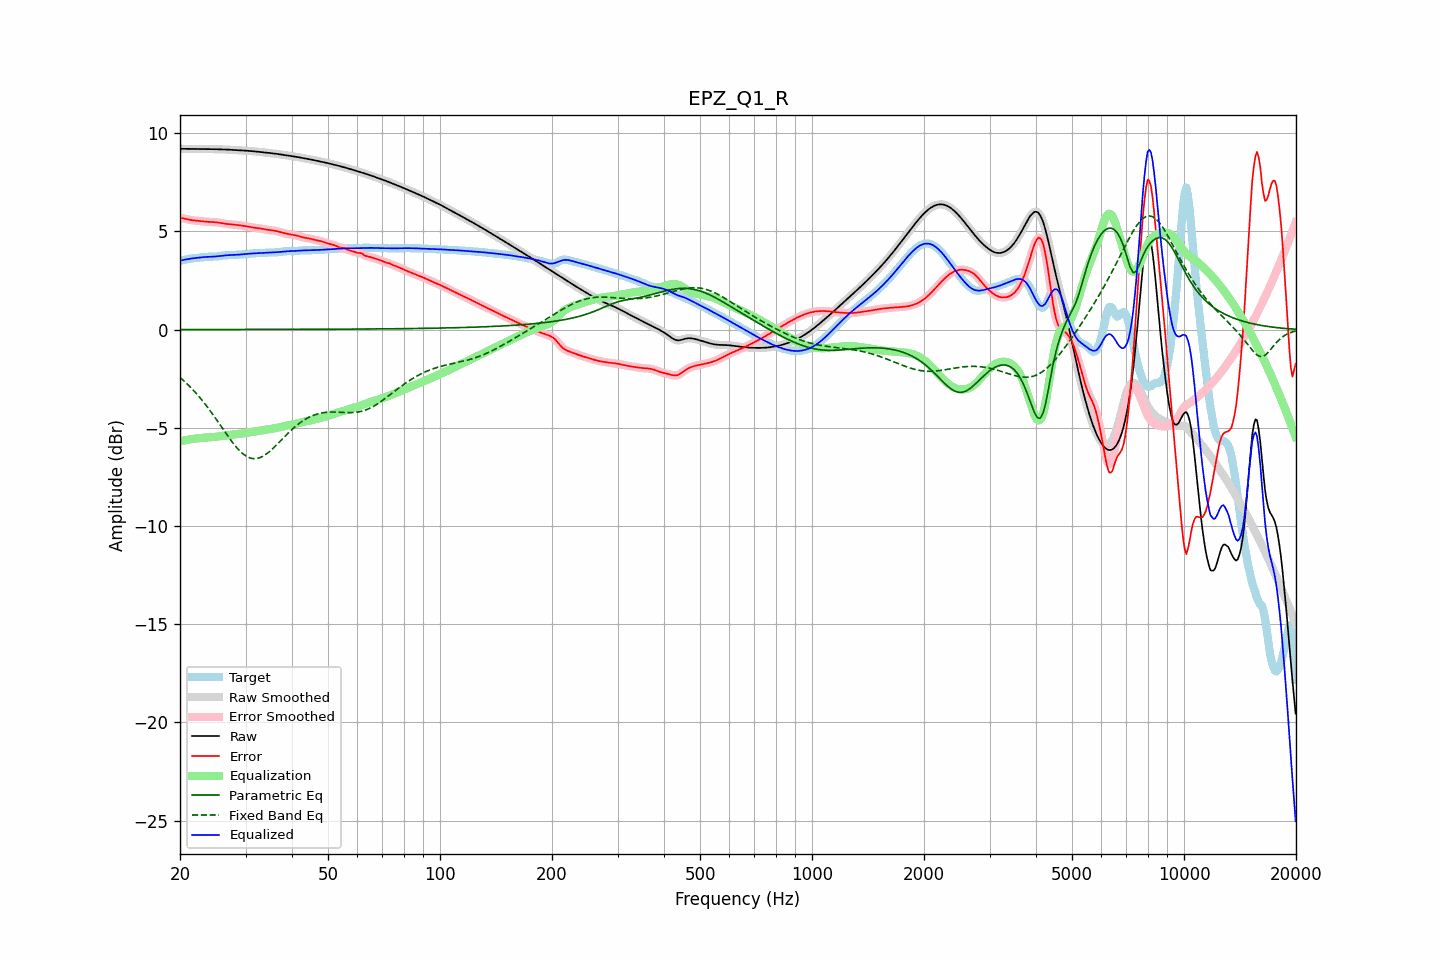 EPZ_Q1_R
10
5
0
−5
−10
−15
−20
−25
Amplitude (dBr)
Target
Raw Smoothed
Error Smoothed
Raw
Error
Equalization
Parametric Eq
Fixed Band Eq
Equalized
20 50 100 200 500 1000 2000 5000 10000 20000
Frequency (Hz)